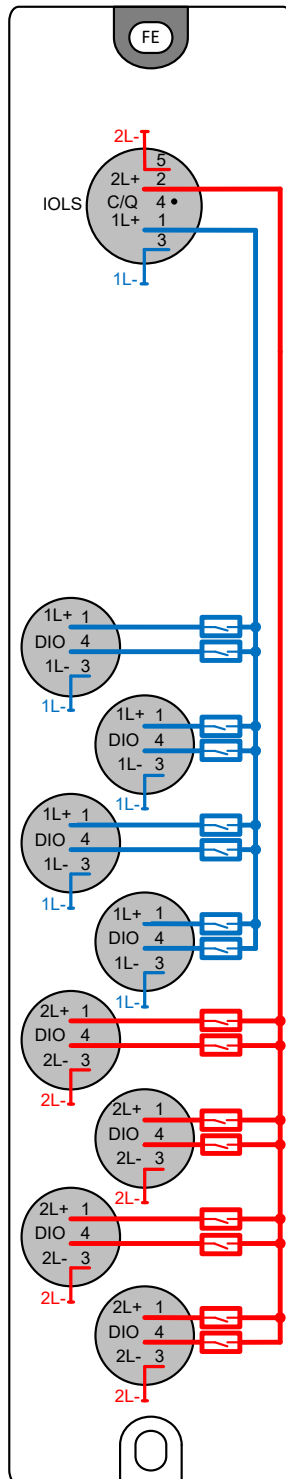 FE
2L-
5
2L+ 2
IOLS C/Q 4
1L+ 1
3
1L-
1L+ 1
DIO 4
1L- 3
1L-
1L+ 1
DIO 4
1L- 3
1L-
1L+ 1
DIO 4
1L- 3
1L-
1L+ 1
DIO 4
1L- 3
1L-
2L+ 1
DIO 4
2L- 3
2L-
2L+ 1
DIO 4
2L- 3
2L-
2L+ 1
DIO 4
2L- 3
2L-
2L+ 1
DIO 4
2L- 3
2L-